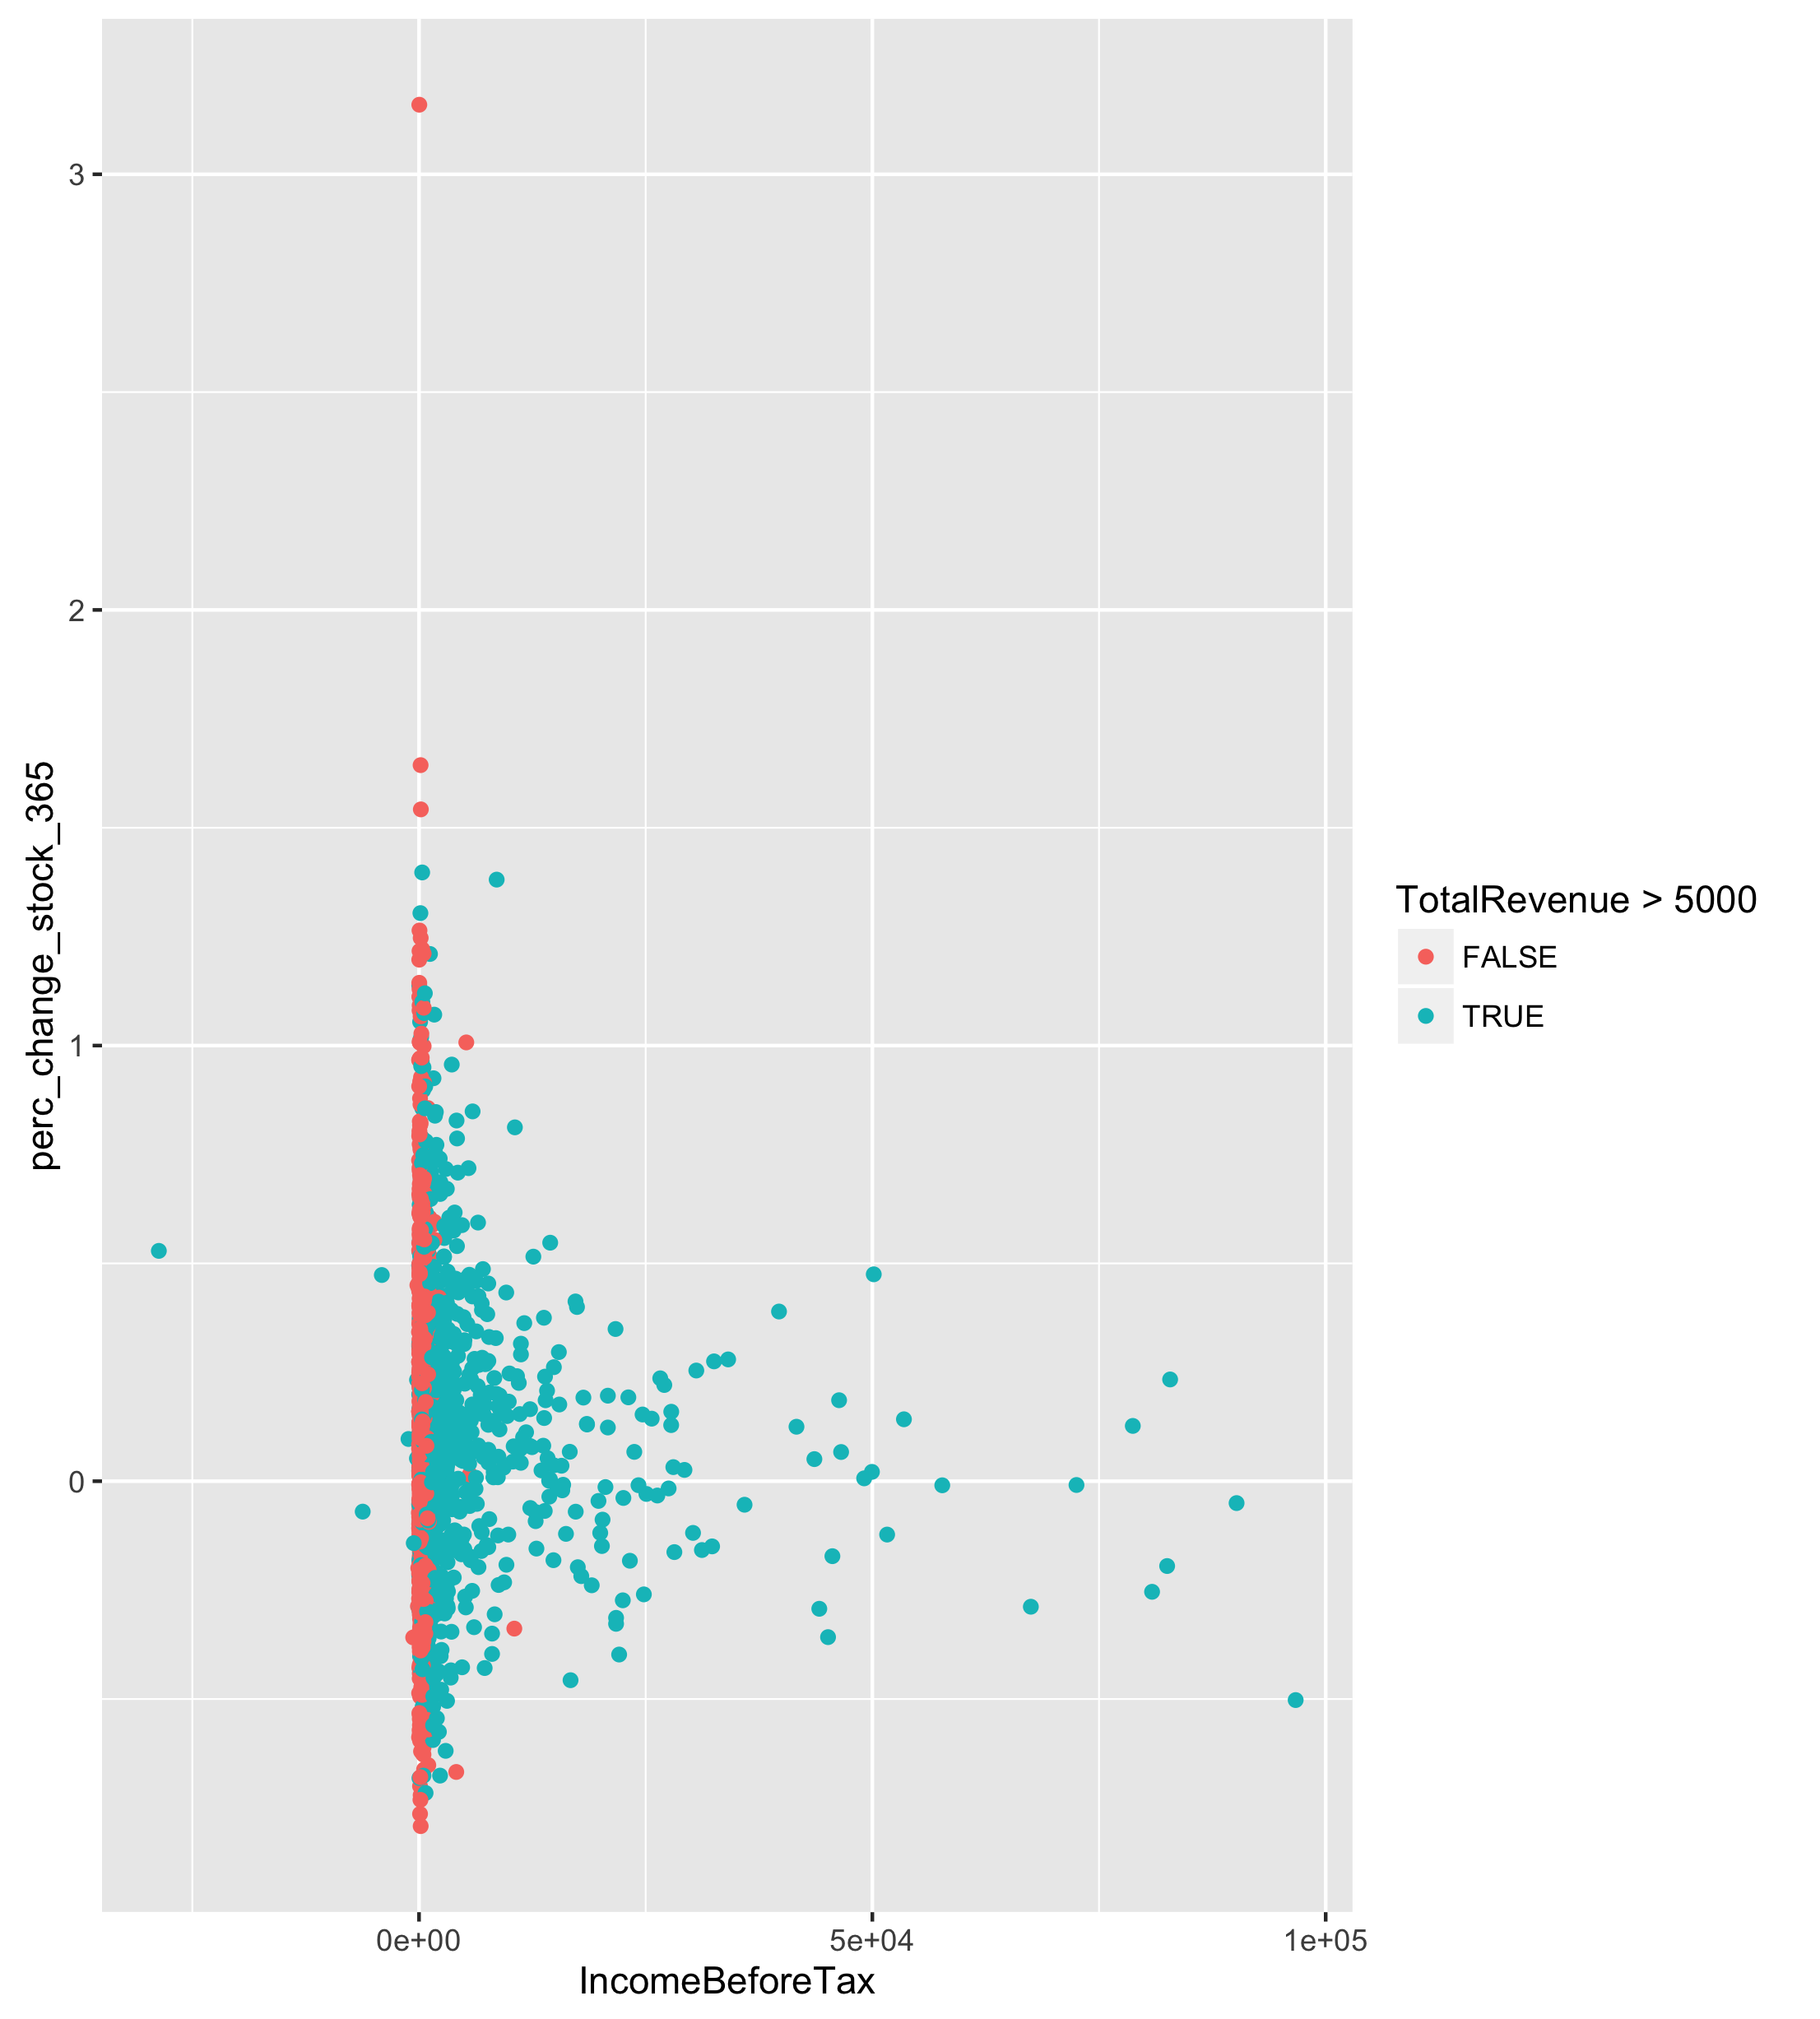 3
2
1
0
perc_change_stock_365
0e+00 5e+04 1e+05
IncomeBeforeTax
TotalRevenue > 5000
FALSE
TRUE